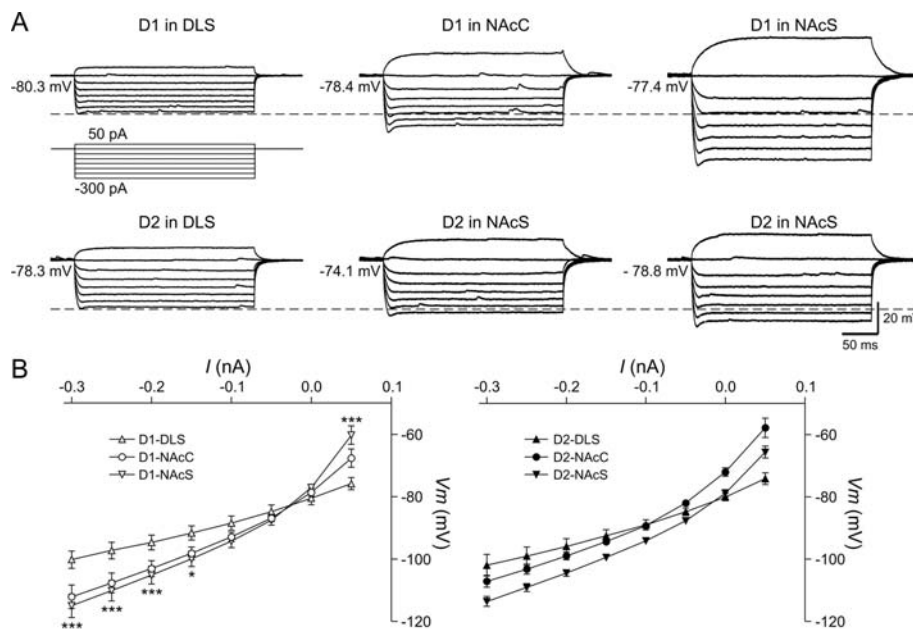 A
D1 in DLS D1 in NAcC D1 in NAcS
-80.3 mV -78.4 mV -77.4 mV
50 pA
-300 pA
D2 in DLS D2 in NAcS D2 in NAcS
-78.3 mV -74.1 mV - 78.8 mV
20 mV
50 ms
B
I (nA) I (nA)
-0.3 -0.2 -0.1 0.0 0.1 -0.3 -0.2 -0.1 0.0 0.1
***
-60 -60
D1-DLS D2-DLS
D1-NAcC D2-NAcC
D1-NAcS D2-NAcS
-80 -80
Vm (mV) Vm (mV)
-100 -100
*
***
***
***
-120 -120